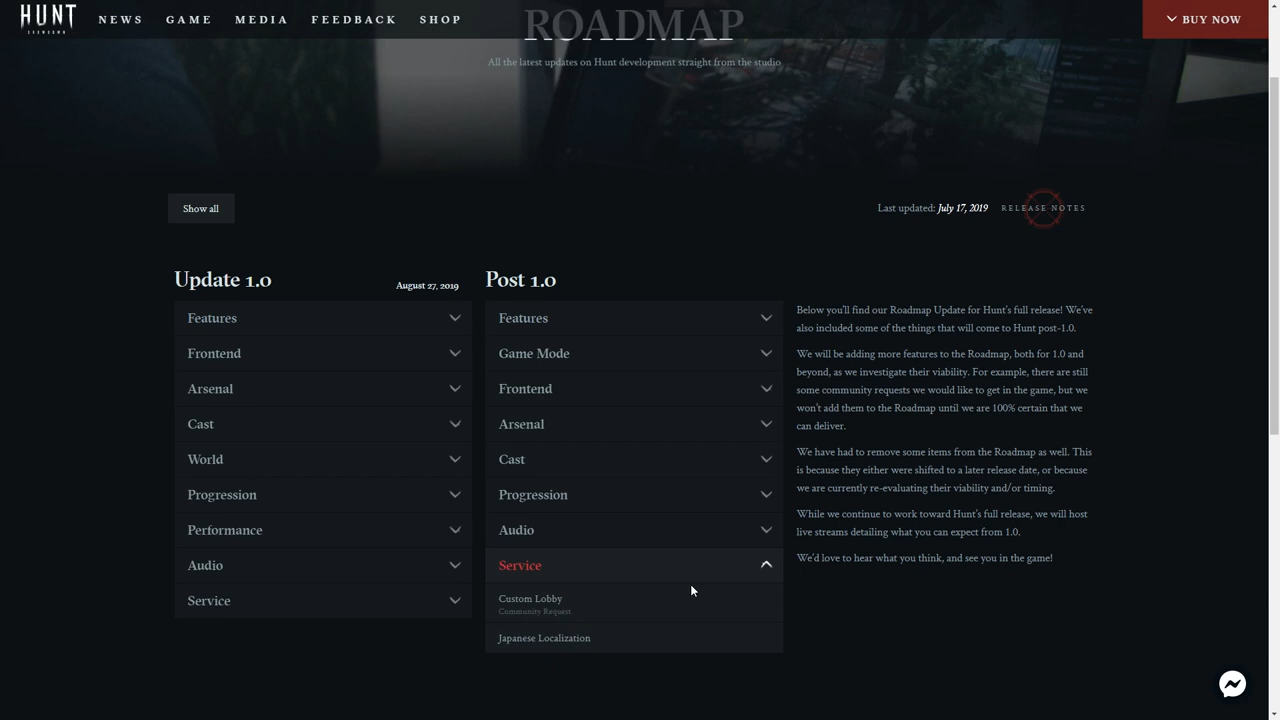 HUNT
SHOWDOWN
NEWS
GAME
MEDIA
FEEDBACK
SHOP
BUY NOW
ROADMAP
All the latest updates on Hunt development straight from the studio
Show all
Last updated: July 17, 2019
RELEASE NOTES
Update 1.0
August 27, 2019
Features
Frontend
Arsenal
Cast
World
Progression
Performance
Audio
Service
Post 1.0
Features
Game Mode
Frontend
Arsenal
Cast
Progression
Audio
Service
Custom Lobby
Community Request
Japanese Localization
Below you'll find our Roadmap Update for Hunt's full release! We've
also included some of the things that will come to Hunt post-1.0.
We will be adding more features to the Roadmap, both for 1.0 and
beyond, as we investigate their viability. For example, there are still
some community requests we would like to get in the game, but we
won't add them to the Roadmap until we are 100% certain that we
can deliver.
We have had to remove some items from the Roadmap as well. This
is because they either were shifted to a later release date, or because
we are currently re-evaluating their viability and/or timing.
While we continue to work toward Hunt's full release, we will host
live streams detailing what you can expect from 1.0.
We'd love to hear what you think, and see you in the game!